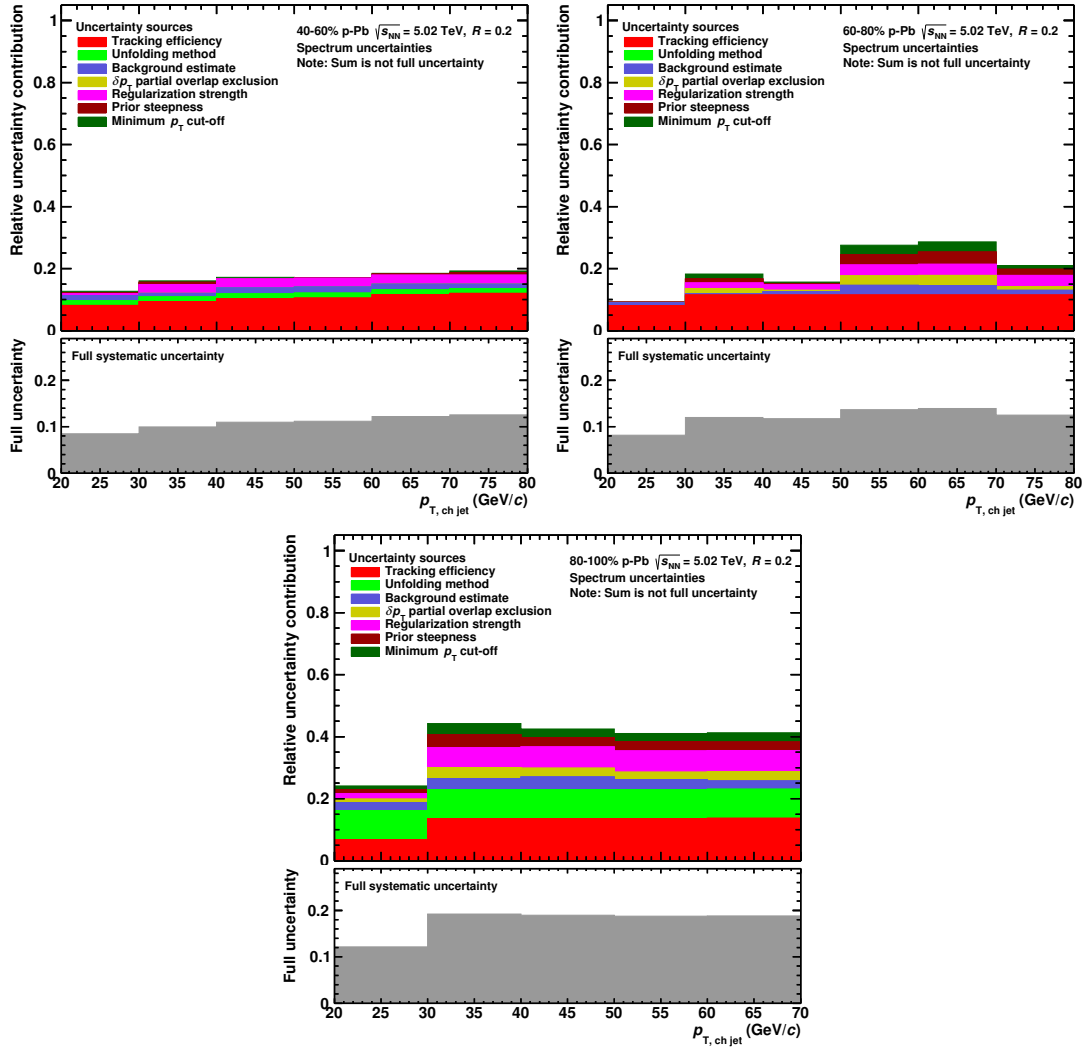 Relative uncertainty contribution
1
0.8
0.6
0.4
0.2
0
Uncertainty sources
Tracking efficiency
Unfolding method
Background estimate
δp_T partial overlap exclusion
Regularization strength
Prior steepness
Minimum p_T cut-off
40-60% p-Pb √s_NN = 5.02 TeV, R = 0.2
Spectrum uncertainties
Note: Sum is not full uncertainty
Full uncertainty
0.2
0.1
0
Full systematic uncertainty
20 25 30 35 40 45 50 55 60 65 70 75 80
p_T, ch jet (GeV/c)
Relative uncertainty contribution
1
0.8
0.6
0.4
0.2
0
Uncertainty sources
Tracking efficiency
Unfolding method
Background estimate
δp_T partial overlap exclusion
Regularization strength
Prior steepness
Minimum p_T cut-off
60-80% p-Pb √s_NN = 5.02 TeV, R = 0.2
Spectrum uncertainties
Note: Sum is not full uncertainty
Full uncertainty
0.2
0.1
0
Full systematic uncertainty
20 25 30 35 40 45 50 55 60 65 70 75 80
p_T, ch jet (GeV/c)
Relative uncertainty contribution
1
0.8
0.6
0.4
0.2
0
Uncertainty sources
Tracking efficiency
Unfolding method
Background estimate
δp_T partial overlap exclusion
Regularization strength
Prior steepness
Minimum p_T cut-off
80-100% p-Pb √s_NN = 5.02 TeV, R = 0.2
Spectrum uncertainties
Note: Sum is not full uncertainty
Full uncertainty
0.2
0.1
0
Full systematic uncertainty
20 25 30 35 40 45 50 55 60 65 70
p_T, ch jet (GeV/c)